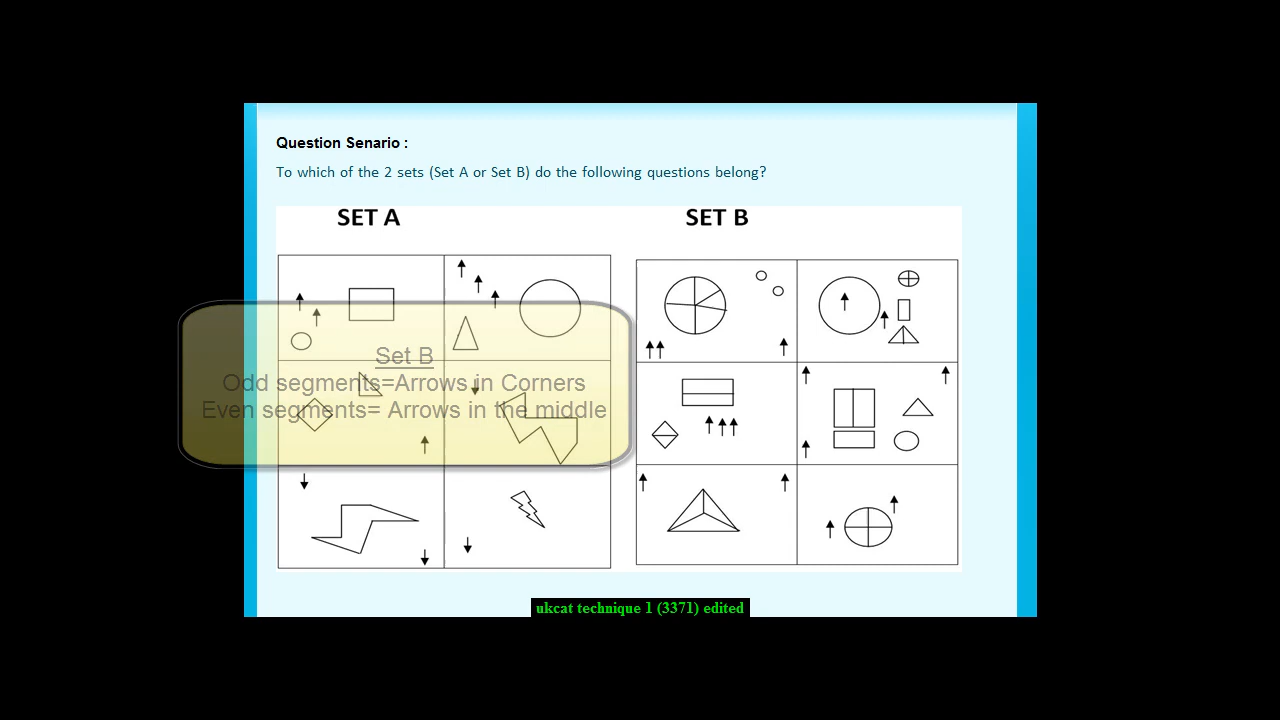 Question Senario :
To which of the 2 sets (Set A or Set B) do the following questions belong?
SET A
SET B
Set B
Odd segments=Arrows in Corners
Even segments= Arrows in the middle
ukcat technique 1 (3371) edited